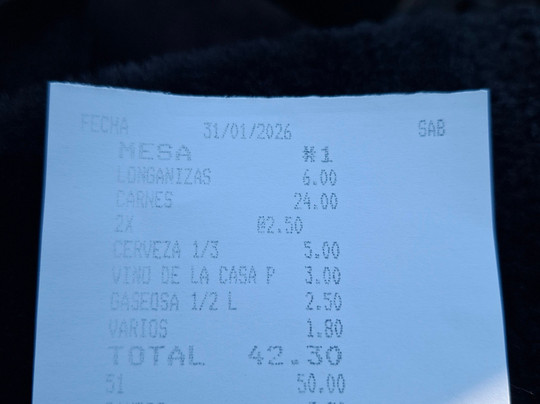 FECHA 31/01/2026 SAB
MESA #1
LONGANIZAS 6.00
CARNES 24.00
2X @2.50
CERVEZA 1/3 5.00
VINO DE LA CASA P 3.00
GASEOSA 1/2 L 2.50
VARIOS 1.80
TOTAL 42.30
51 50.00